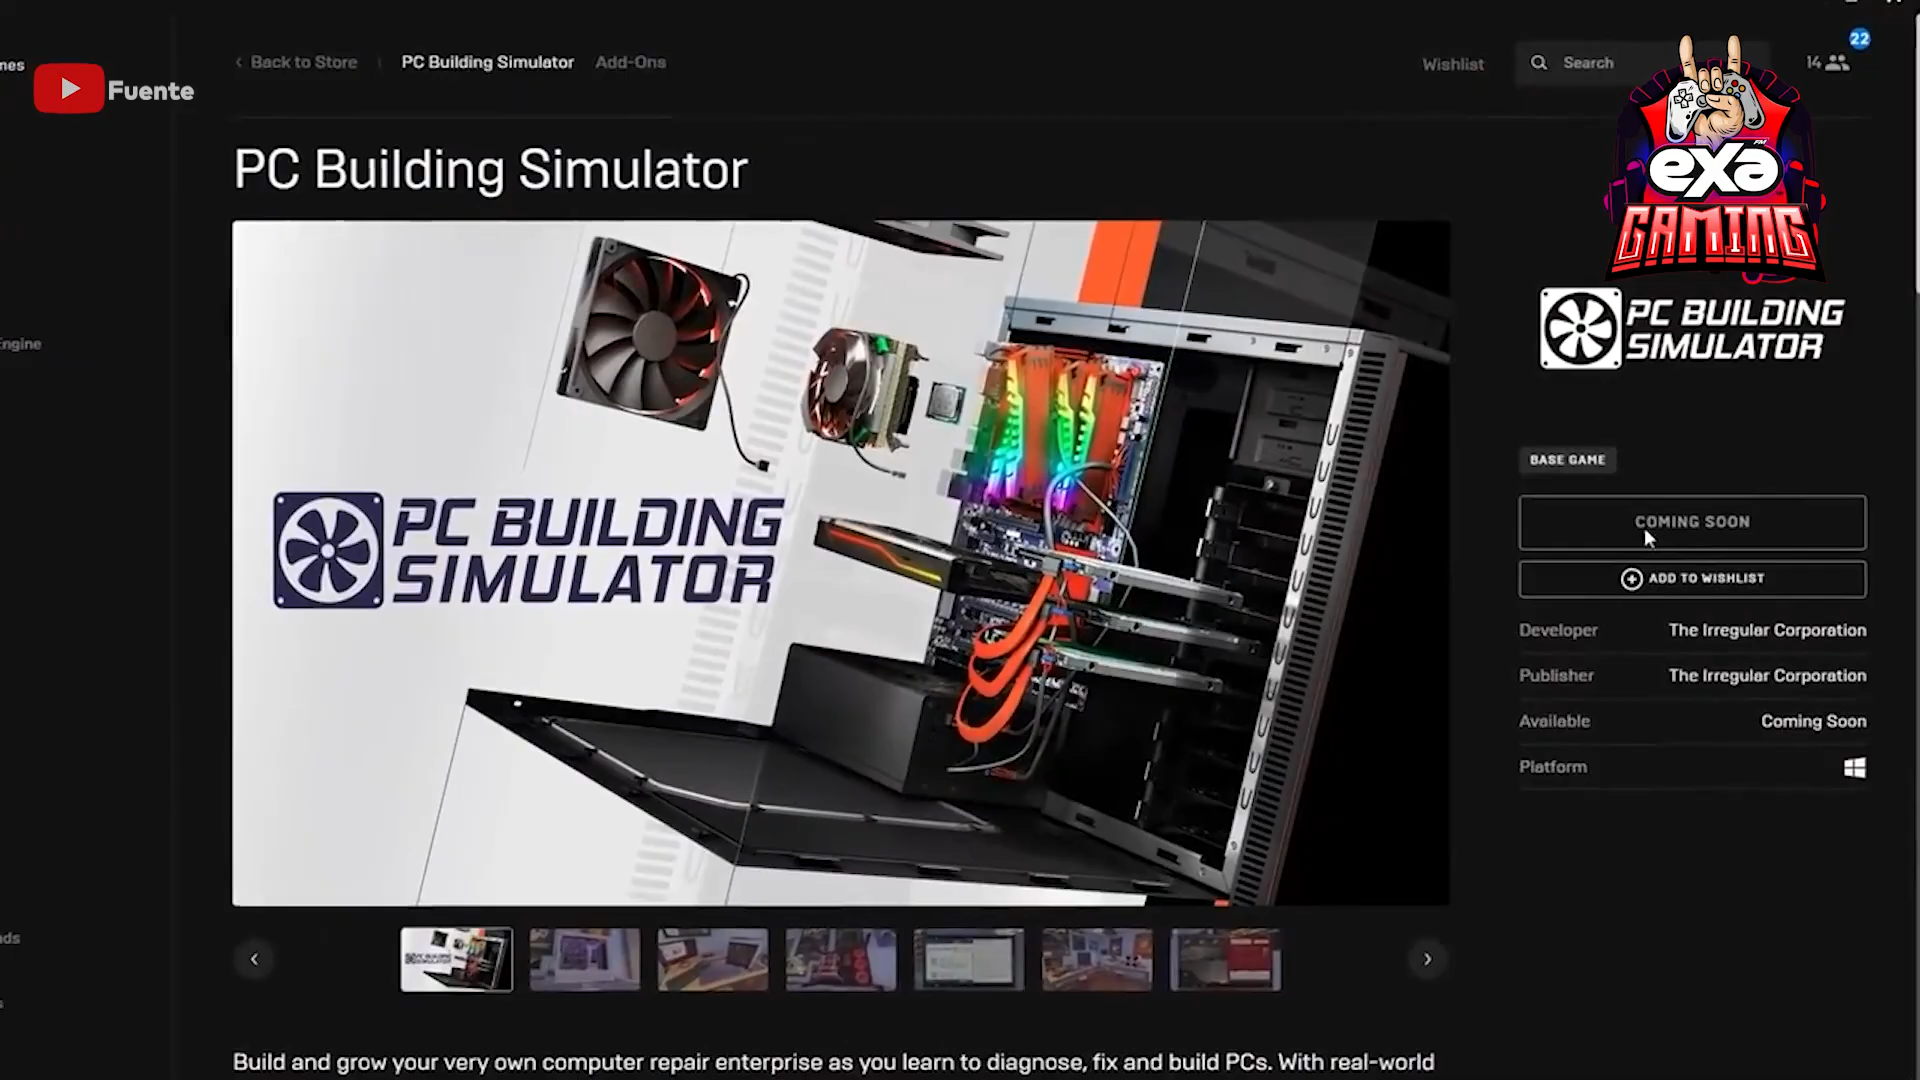 22
Back to Store
PC Building Simulator
Add-Ons
Wishlist
Search
14
mes
Fuente
PC Building Simulator
exa FM
GAMING
PC BUILDING
SIMULATOR
Engine
BASE GAME
PC BUILDING
SIMULATOR
COMING SOON
ADD TO WISHLIST
Developer The Irregular Corporation
Publisher The Irregular Corporation
Available Coming Soon
Platform
ds
Build and grow your very own computer repair enterprise as you learn to diagnose, fix and build PCs. With real-world